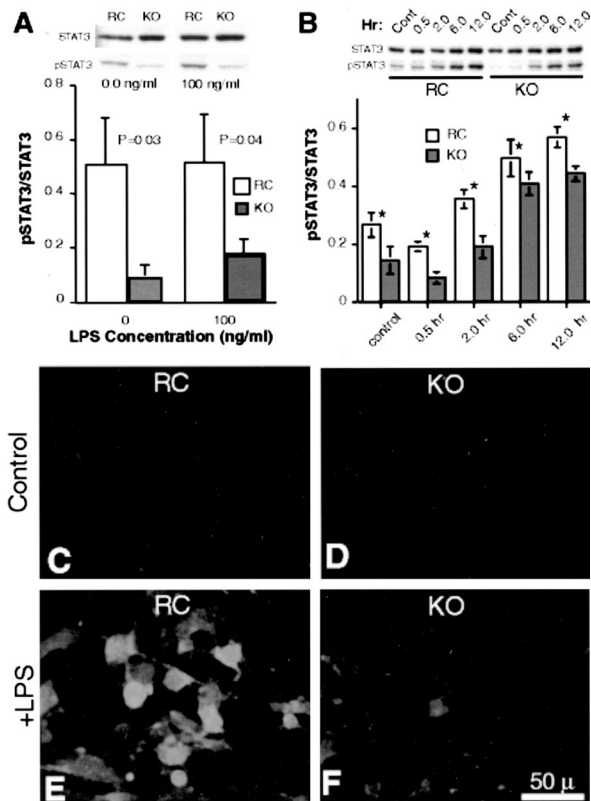 A
RC KO RC KO
STAT3
pSTAT3
0.0 ng/ml 100 ng/ml
0.8
0.6
0.4
0.2
0
pSTAT3/STAT3
P=0.03 P=0.04
RC
KO
0 100
LPS Concentration (ng/ml)
B
Hr: Cont 0.5 2.0 6.0 12.0 Cont 0.5 2.0 6.0 12.0
STAT3
pSTAT3
RC KO
0.6
0.4
0.2
0
pSTAT3/STAT3
RC
KO
* * * * *
control 0.5 hr 2.0 hr 6.0 hr 12.0 hr
Control
RC
C
KO
D
+LPS
RC
E
KO
F
50 μ